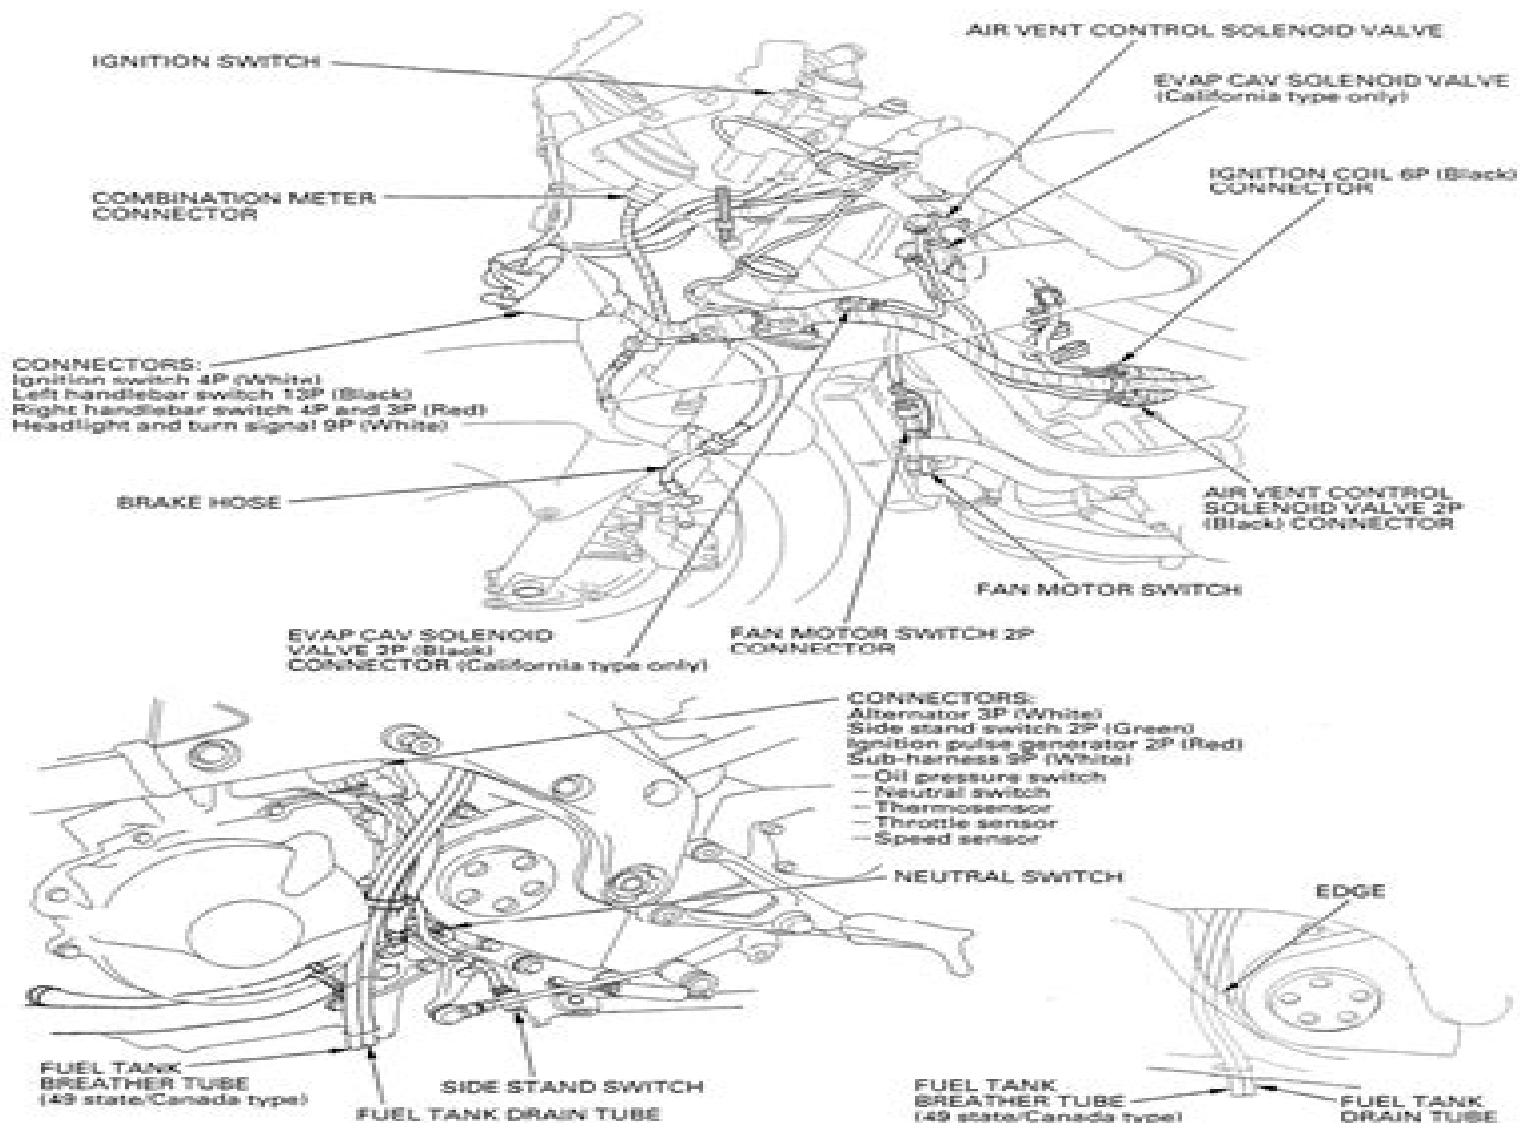 AIR VENT CONTROL SOLENOID VALVE
IGNITION SWITCH
EVAP CAV SOLENOID VALVE
(California type only)
IGNITION COIL 6P (Black)
CONNECTOR
COMBINATION METER
CONNECTOR
CONNECTORS:
Ignition switch 4P (White)
Left handlebar switch 13P (Black)
Right handlebar switch 4P and 3P (Red)
Headlight and turn signal 9P (White)
BRAKE HOSE
AIR VENT CONTROL
SOLENOID VALVE 2P
(Black) CONNECTOR
FAN MOTOR SWITCH
EVAP CAV SOLENOID
VALVE 2P (Black)
CONNECTOR (California type only)
FAN MOTOR SWITCH 2P
CONNECTOR
CONNECTORS:
Alternator 3P (White)
Side stand switch 2P (Green)
Ignition pulse generator 2P (Red)
Sub-harness 9P (White)
— Oil pressure switch
— Neutral switch
— Thermosensor
— Throttle sensor
— Speed sensor
NEUTRAL SWITCH
EDGE
FUEL TANK
BREATHER TUBE
(49 state/Canada type)
SIDE STAND SWITCH
FUEL TANK DRAIN TUBE
FUEL TANK
BREATHER TUBE
(49 state/Canada type)
FUEL TANK
DRAIN TUBE